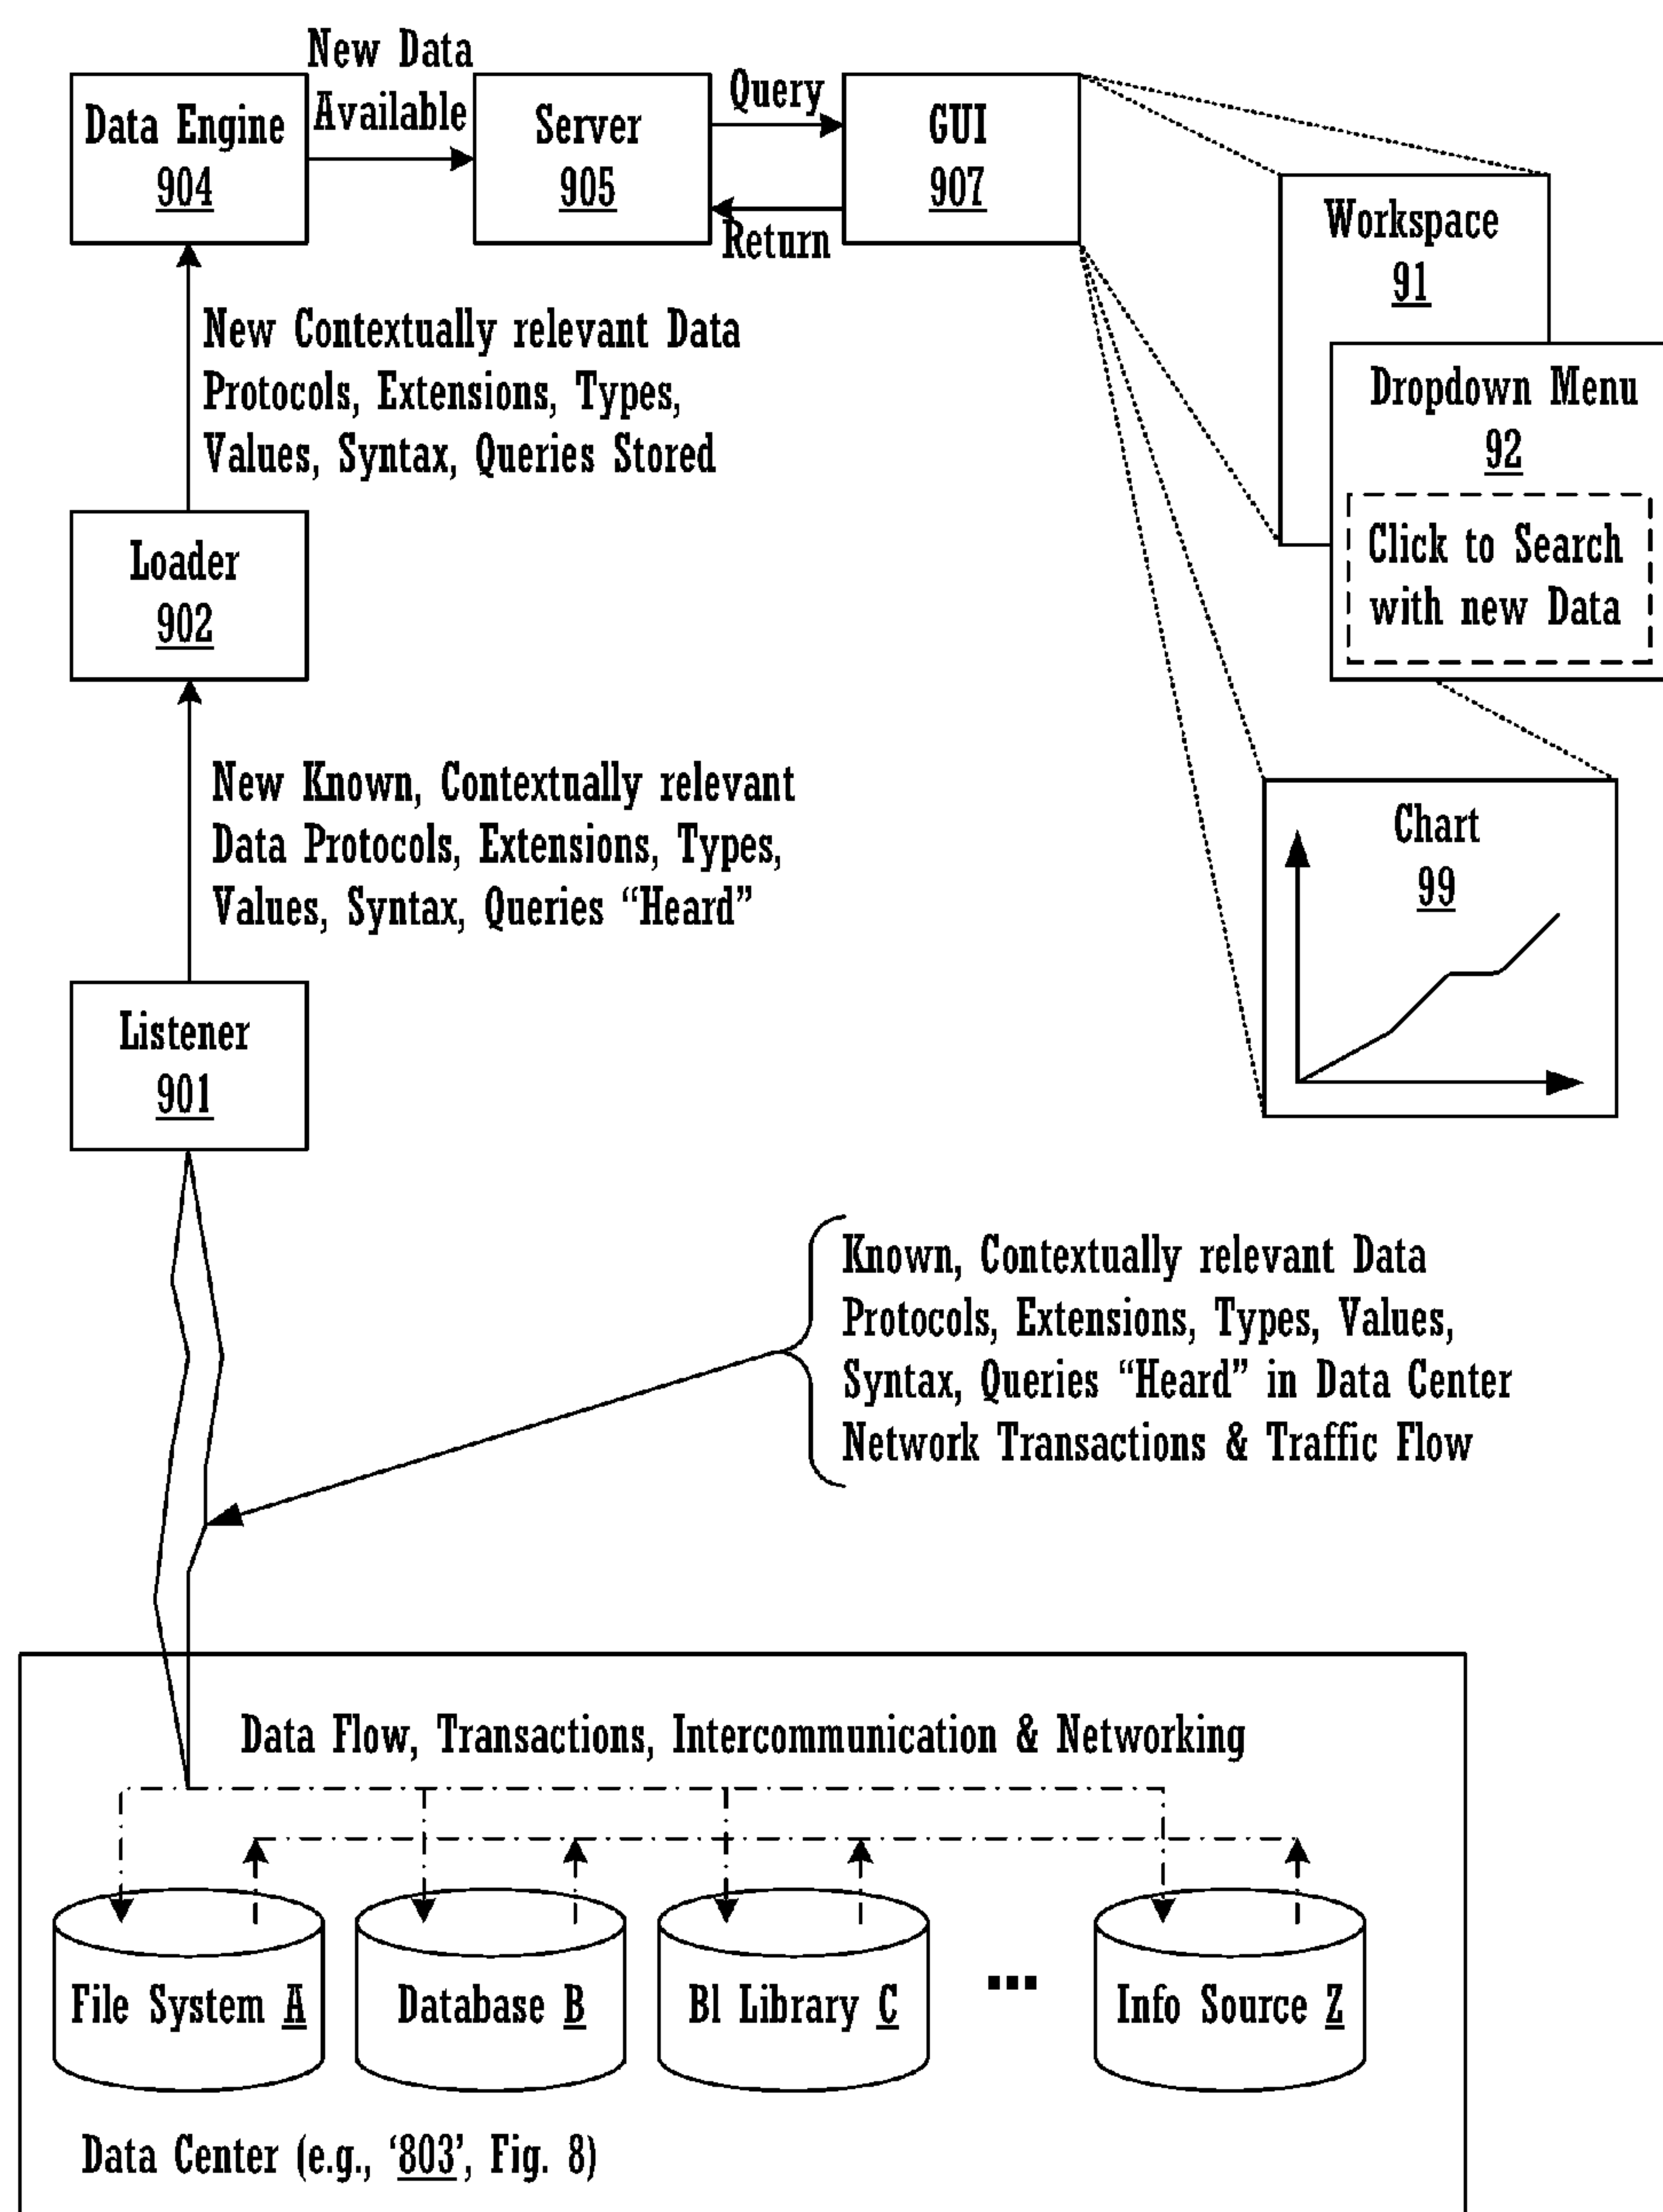 New Data
Available
Data Engine
904
Server
905
Query
Return
GUI
907
Workspace
91
Dropdown Menu
92
Click to Search
with new Data
New Contextually relevant Data
Protocols, Extensions, Types,
Values, Syntax, Queries Stored
Loader
902
New Known, Contextually relevant
Data Protocols, Extensions, Types,
Values, Syntax, Queries “Heard”
Chart
99
Listener
901
Known, Contextually relevant Data
Protocols, Extensions, Types, Values,
Syntax, Queries “Heard” in Data Center
Network Transactions & Traffic Flow
Data Flow, Transactions, Intercommunication & Networking
File System A
Database B
Bl Library C
...
Info Source Z
Data Center (e.g., ‘803’, Fig. 8)